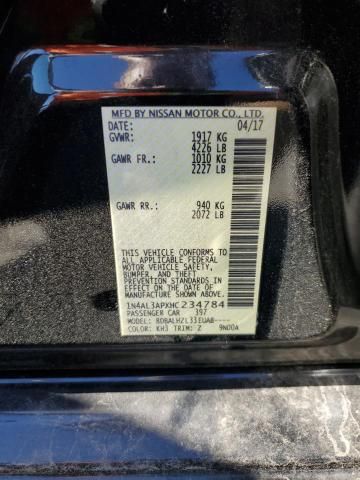 MFD BY NISSAN MOTOR CO., LTD.
DATE: 04/17
GVWR: 1917 KG
4226 LB
GAWR FR: 1010 KG
2227 LB
GAWR RR: 940 KG
2072 LB
THIS VEHICLE CONFORMS TO
ALL APPLICABLE FEDERAL
MOTOR VEHICLE SAFETY,
BUMPER, AND THEFT
PREVENTION STANDARDS
IN EFFECT ON THE DATE OF
MANUFACTURE SHOWN ABOVE.
1N4AL3APXHC234784
PASSENGER CAR 397
MODEL: BDBALHZL33EUAB----
COLOR: KH3 TRIM: Z 9N00A